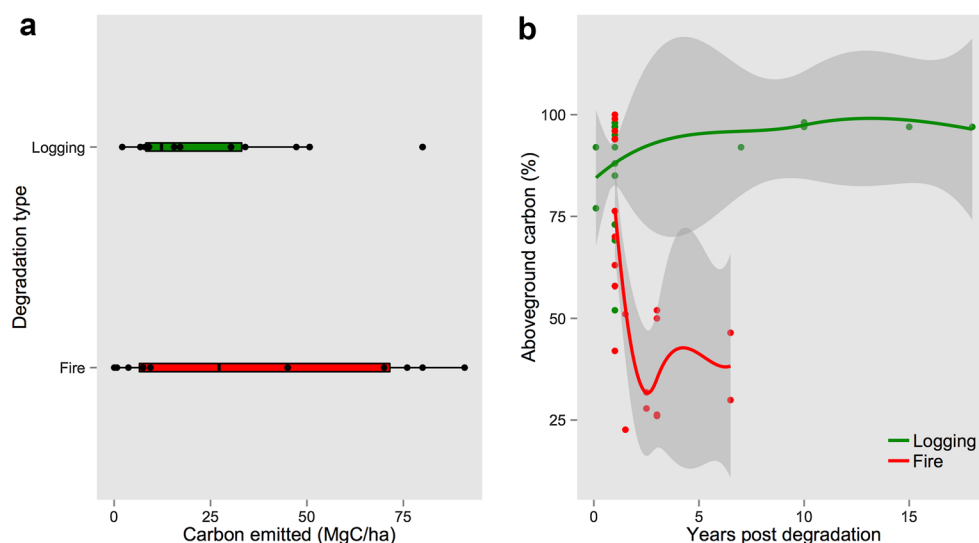 a
Degradation type
Logging
Fire
0
25
50
75
Carbon emitted (MgC/ha)
b
Aboveground carbon (%)
100
75
50
25
0
5
10
15
Years post degradation
Logging
Fire